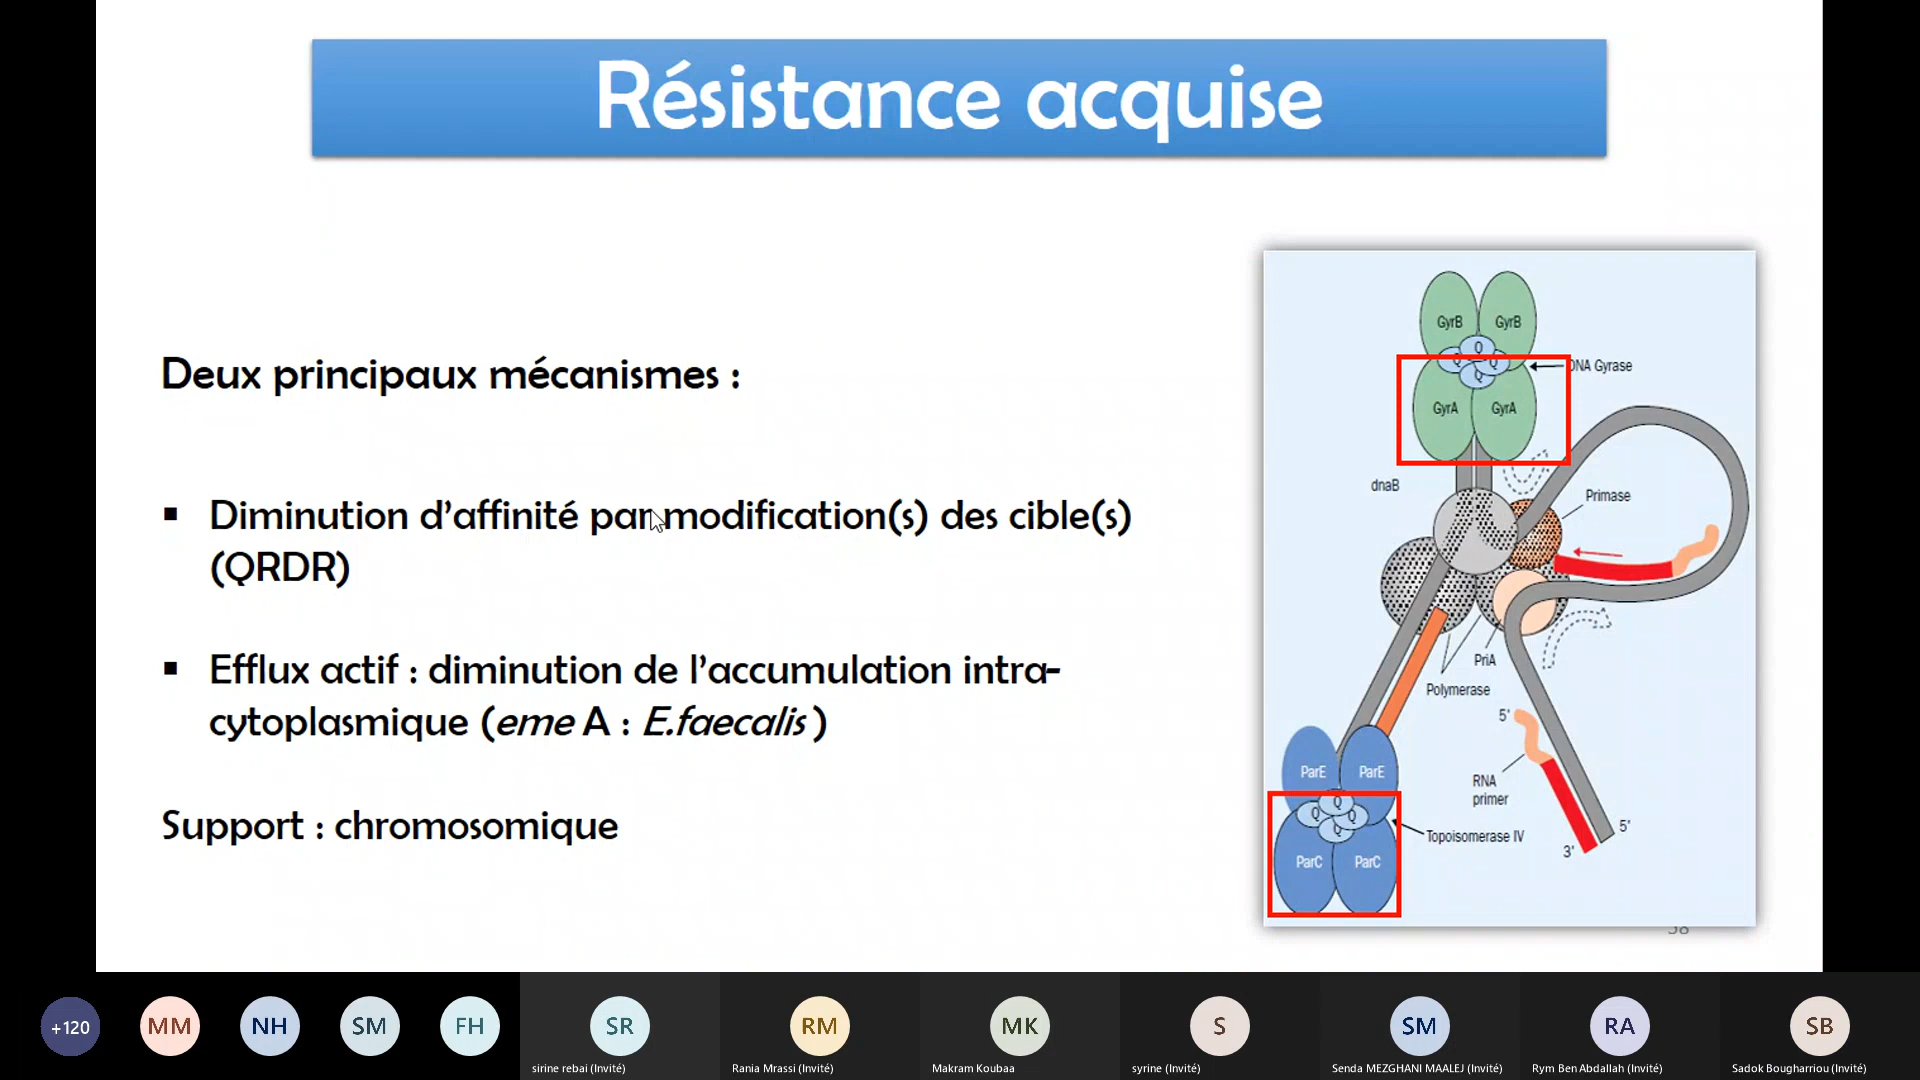 Résistance acquise
Deux principaux mécanismes :
▪ Diminution d’affinité par modification(s) des cible(s)
(QRDR)
▪ Efflux actif : diminution de l’accumulation intra-
cytoplasmique (eme A : E.faecalis )
Support : chromosomique
GyrB GyrB
Q
Q Q
Q
DNA Gyrase
GyrA GyrA
dnaB
Primase
PriA
Polymerase
5'
ParE ParE
RNA
primer
Q
Q Q
Q
5'
Topoisomerase IV
3'
ParC ParC
58
+120 MM NH SM FH SR RM MK S SM RA SB
sirine rebai (Invité) Rania Mrassi (Invité) Makram Koubaa syrine (Invité) Senda MEZGHANI MAALEJ (Invité) Rym Ben Abdallah (Invité) Sadok Bougharriou (Invité)